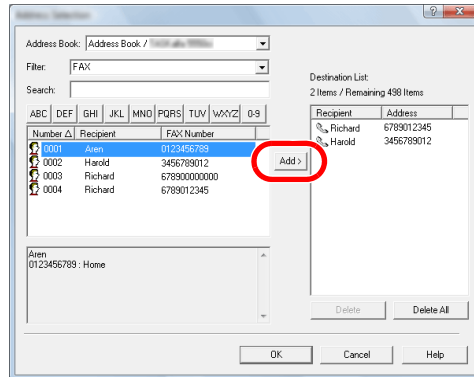 Address Book: Address Book /
Filter: FAX
Search:
ABC DEF GHI JKL MNO PQRS TUV WXYZ 0-9
Number Recipient FAX Number
0001 Aren 0123456789
0002 Harold 3456789012
0003 Richard 678900000000
0004 Richard 6789012345
Aren
0123456789 : Home
Add >
Destination List:
2 Items / Remaining 498 Items
Recipient Address
Richard 6789012345
Harold 3456789012
Delete Delete All
OK Cancel Help